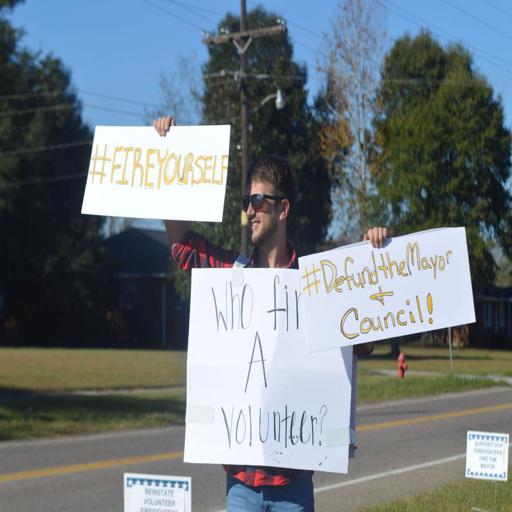 #FIREYOURSELF
#DefundtheMayor
+
Council!
Who fir
A
Volunteer?
REINSTATE
VOLUNTEER
FIREFIGHTERS
SUPPORT OUR
FIREFIGHTERS
FIRE THE
MAYOR